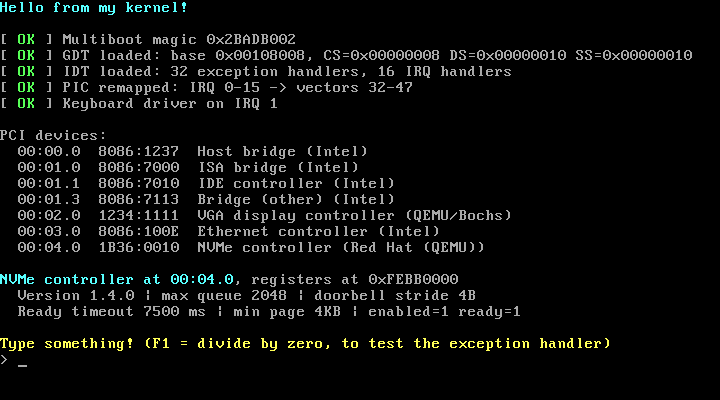 Hello from my kernel!
[ OK ] Multiboot magic 0x2BADB002
[ OK ] GDT loaded: base 0x00108008, CS=0x00000008 DS=0x00000010 SS=0x00000010
[ OK ] IDT loaded: 32 exception handlers, 16 IRQ handlers
[ OK ] PIC remapped: IRQ 0-15 -> vectors 32-47
[ OK ] Keyboard driver on IRQ 1
PCI devices:
00:00.0 8086:1237 Host bridge (Intel)
00:01.0 8086:7000 ISA bridge (Intel)
00:01.1 8086:7010 IDE controller (Intel)
00:01.3 8086:7113 Bridge (other) (Intel)
00:02.0 1234:1111 VGA display controller (QEMU/Bochs)
00:03.0 8086:100E Ethernet controller (Intel)
00:04.0 1B36:0010 NVMe controller (Red Hat (QEMU))
NVMe controller at 00:04.0, registers at 0xFEBB0000
Version 1.4.0 | max queue 2048 | doorbell stride 4B
Ready timeout 7500 ms | min page 4KB | enabled=1 ready=1
Type something! (F1 = divide by zero, to test the exception handler)
> _